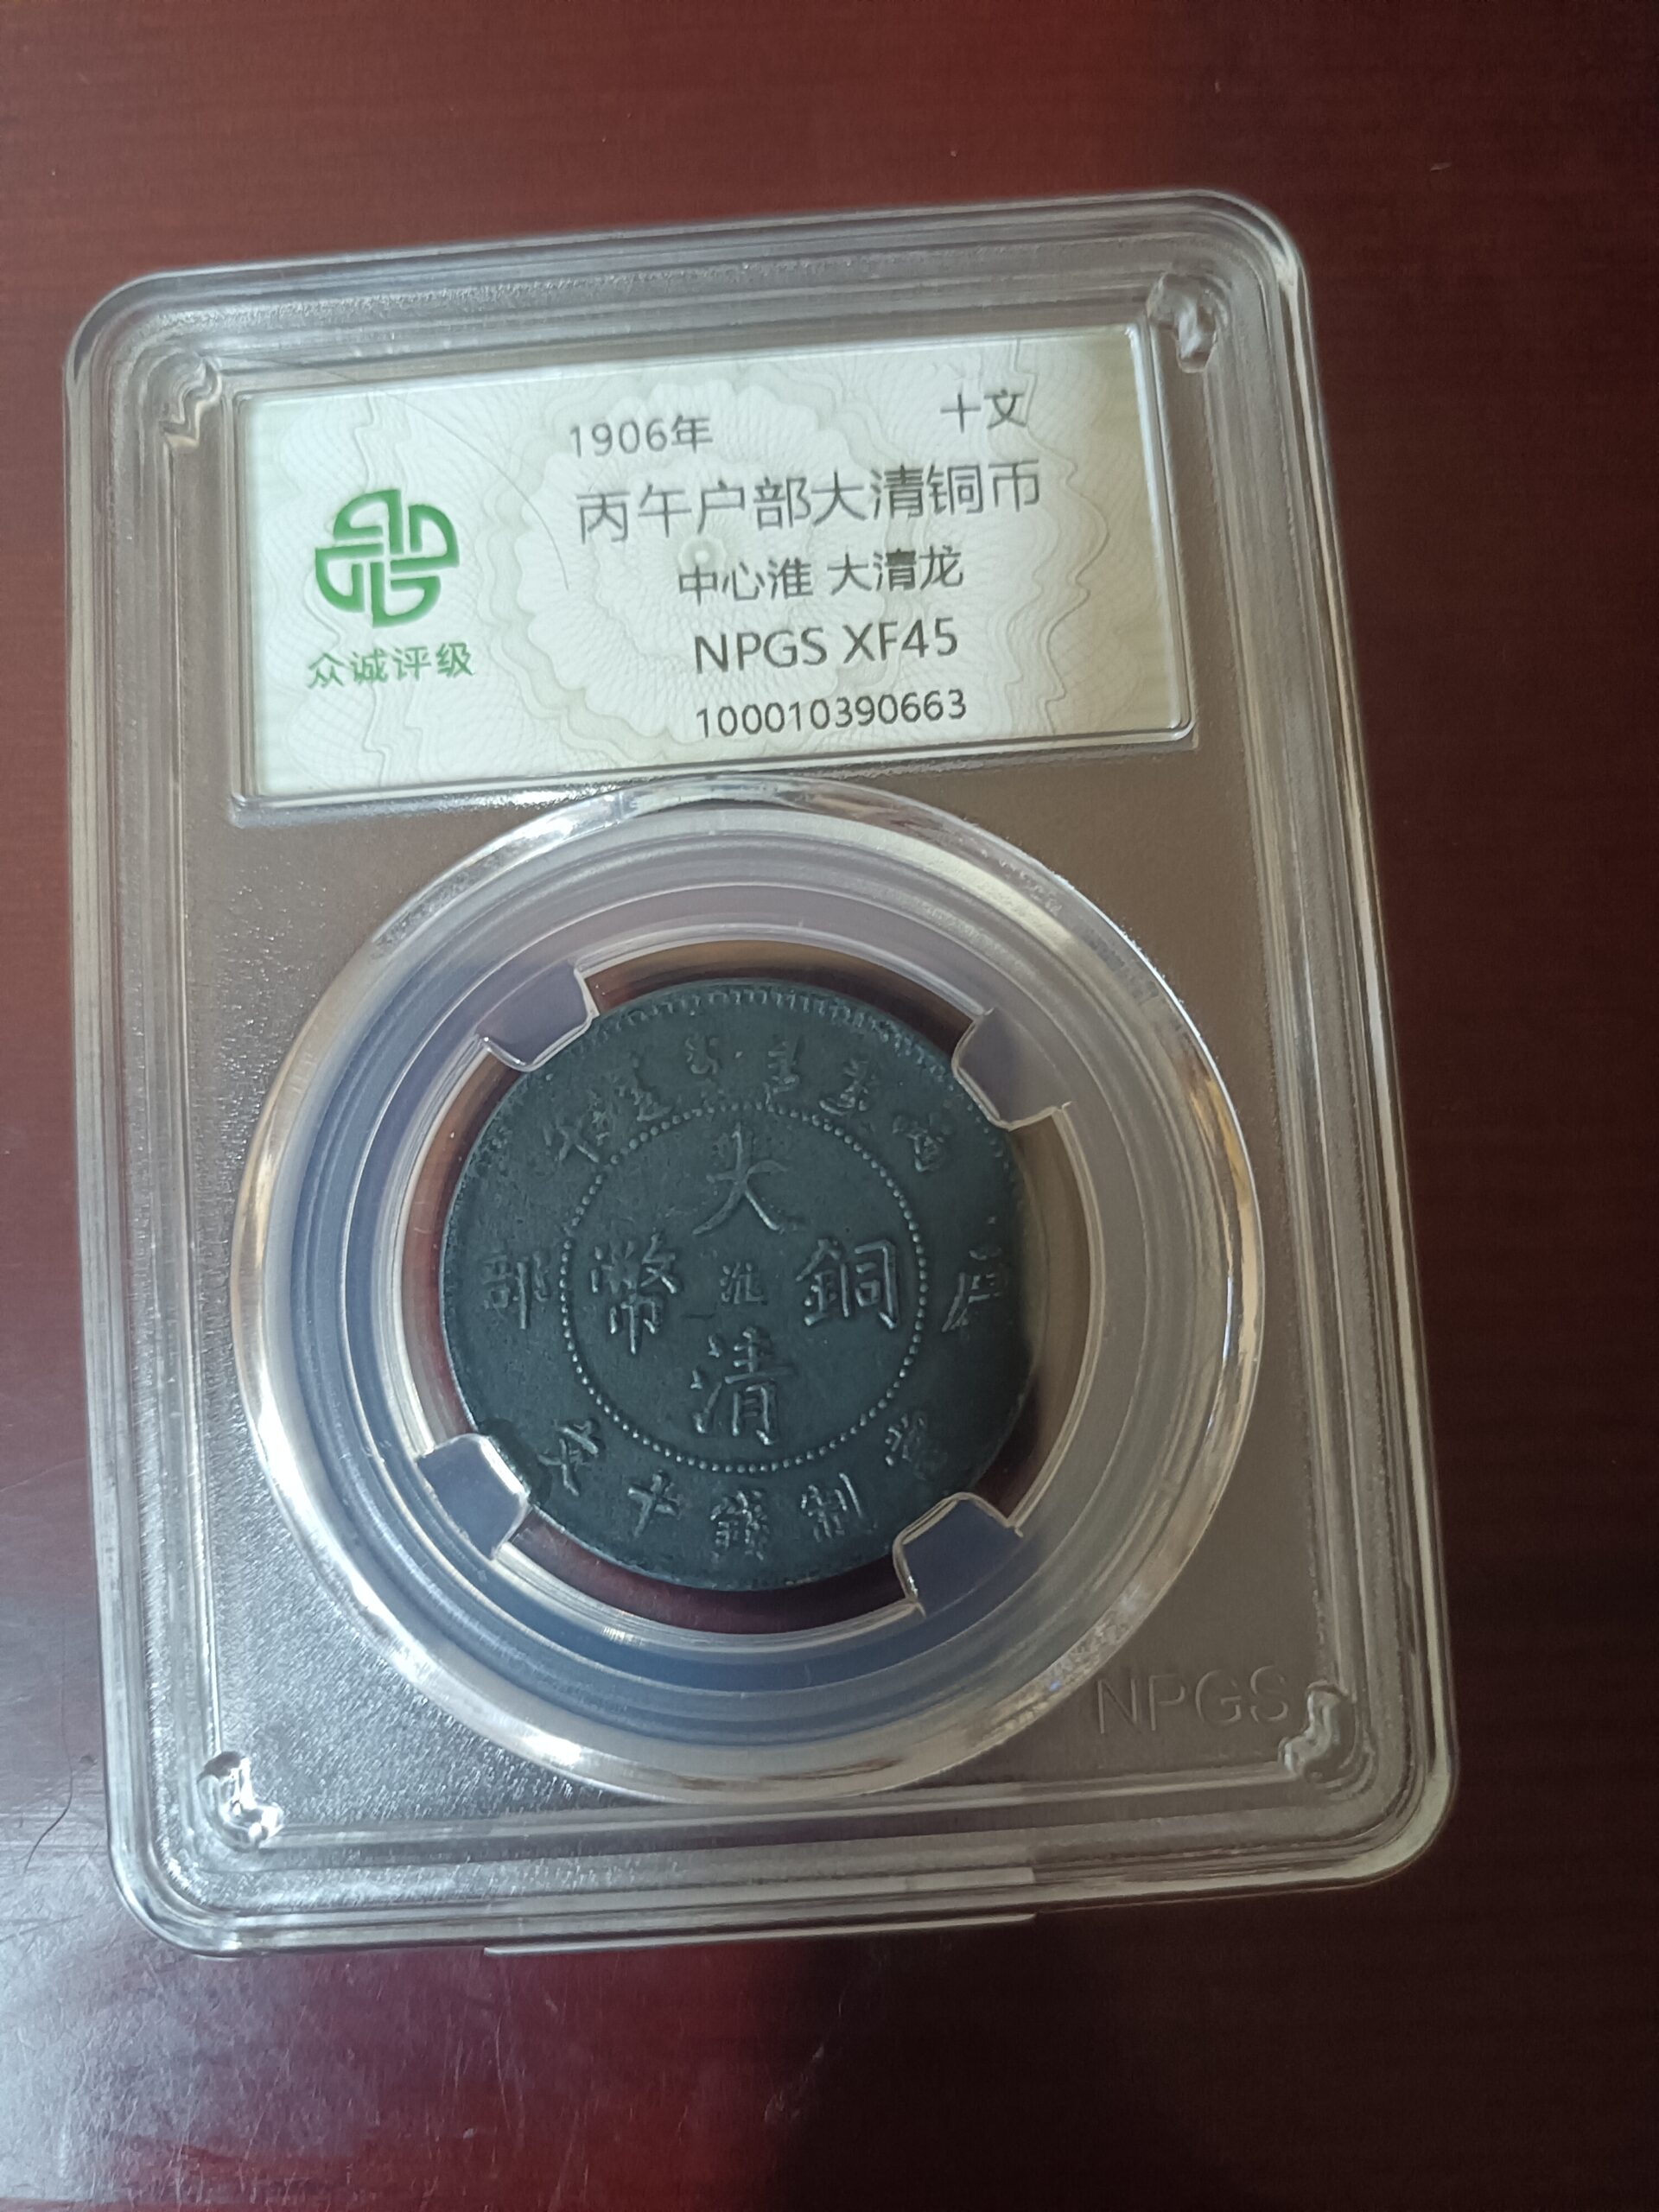 1906年 十文
丙午户部大清铜币
中心淮 大清龙
NPGS XF45
100010390663
众诚评级
午 丙
大
部 幣 淮 銅 户
清
文十錢制當
NPGS